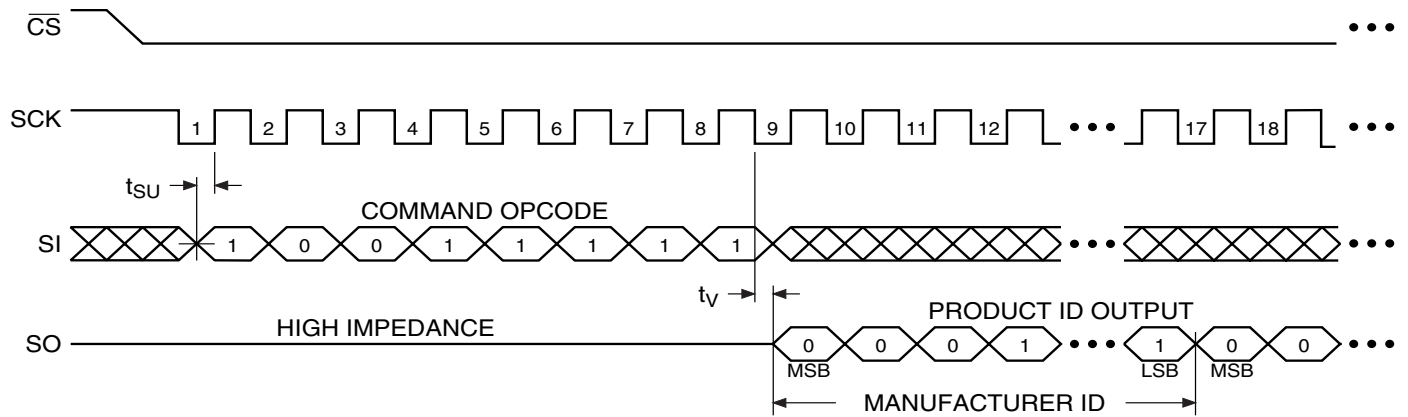 CS
SCK 1 2 3 4 5 6 7 8 9 10 11 12 17 18
tSU
COMMAND OPCODE
SI 1 0 0 1 1 1 1 1
tV
HIGH IMPEDANCE
PRODUCT ID OUTPUT
SO 0 0 0 1 1 0 0
MSB LSB MSB
MANUFACTURER ID